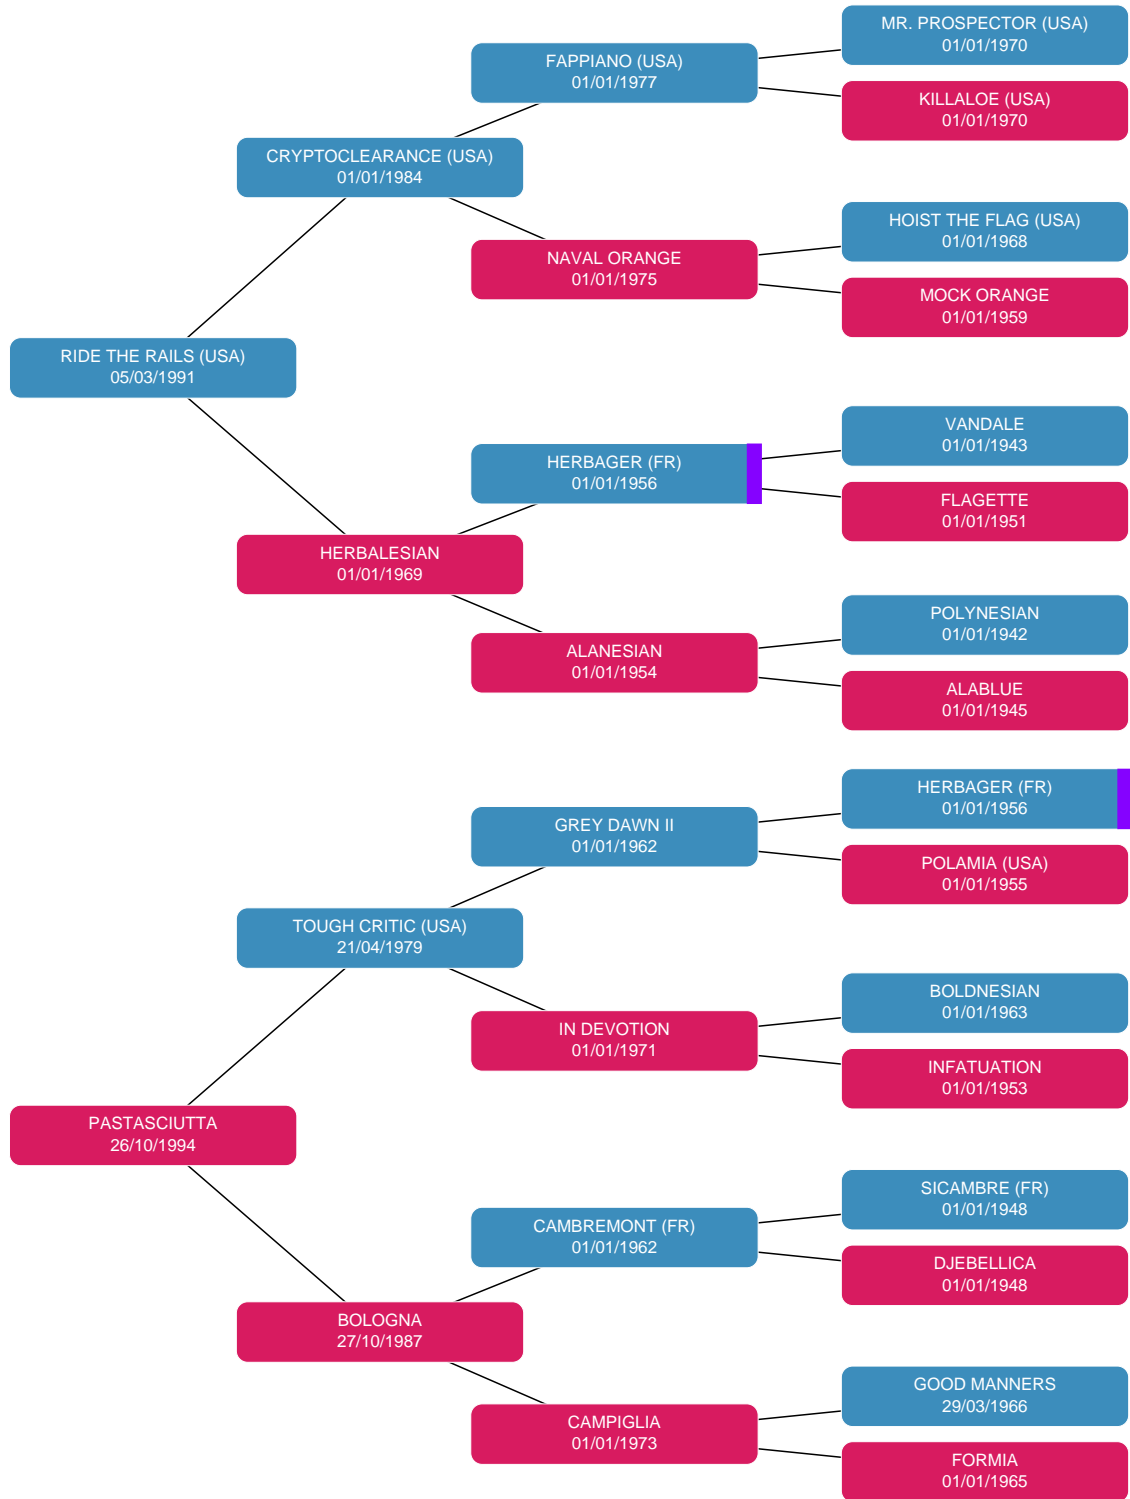 MR. PROSPECTOR (USA)
01/01/1970
FAPPIANO (USA)
01/01/1977
KILLALOE (USA)
01/01/1970
CRYPTOCLEARANCE (USA)
01/01/1984
HOIST THE FLAG (USA)
01/01/1968
NAVAL ORANGE
01/01/1975
MOCK ORANGE
01/01/1959
RIDE THE RAILS (USA)
05/03/1991
VANDALE
01/01/1943
HERBAGER (FR)
01/01/1956
FLAGETTE
01/01/1951
HERBALESIAN
01/01/1969
POLYNESIAN
01/01/1942
ALANESIAN
01/01/1954
ALABLUE
01/01/1945
HERBAGER (FR)
01/01/1956
GREY DAWN II
01/01/1962
POLAMIA (USA)
01/01/1955
TOUGH CRITIC (USA)
21/04/1979
BOLDNESIAN
01/01/1963
IN DEVOTION
01/01/1971
INFATUATION
01/01/1953
PASTASCIUTTA
26/10/1994
SICAMBRE (FR)
01/01/1948
CAMBREMONT (FR)
01/01/1962
DJEBELLICA
01/01/1948
BOLOGNA
27/10/1987
GOOD MANNERS
29/03/1966
CAMPIGLIA
01/01/1973
FORMIA
01/01/1965